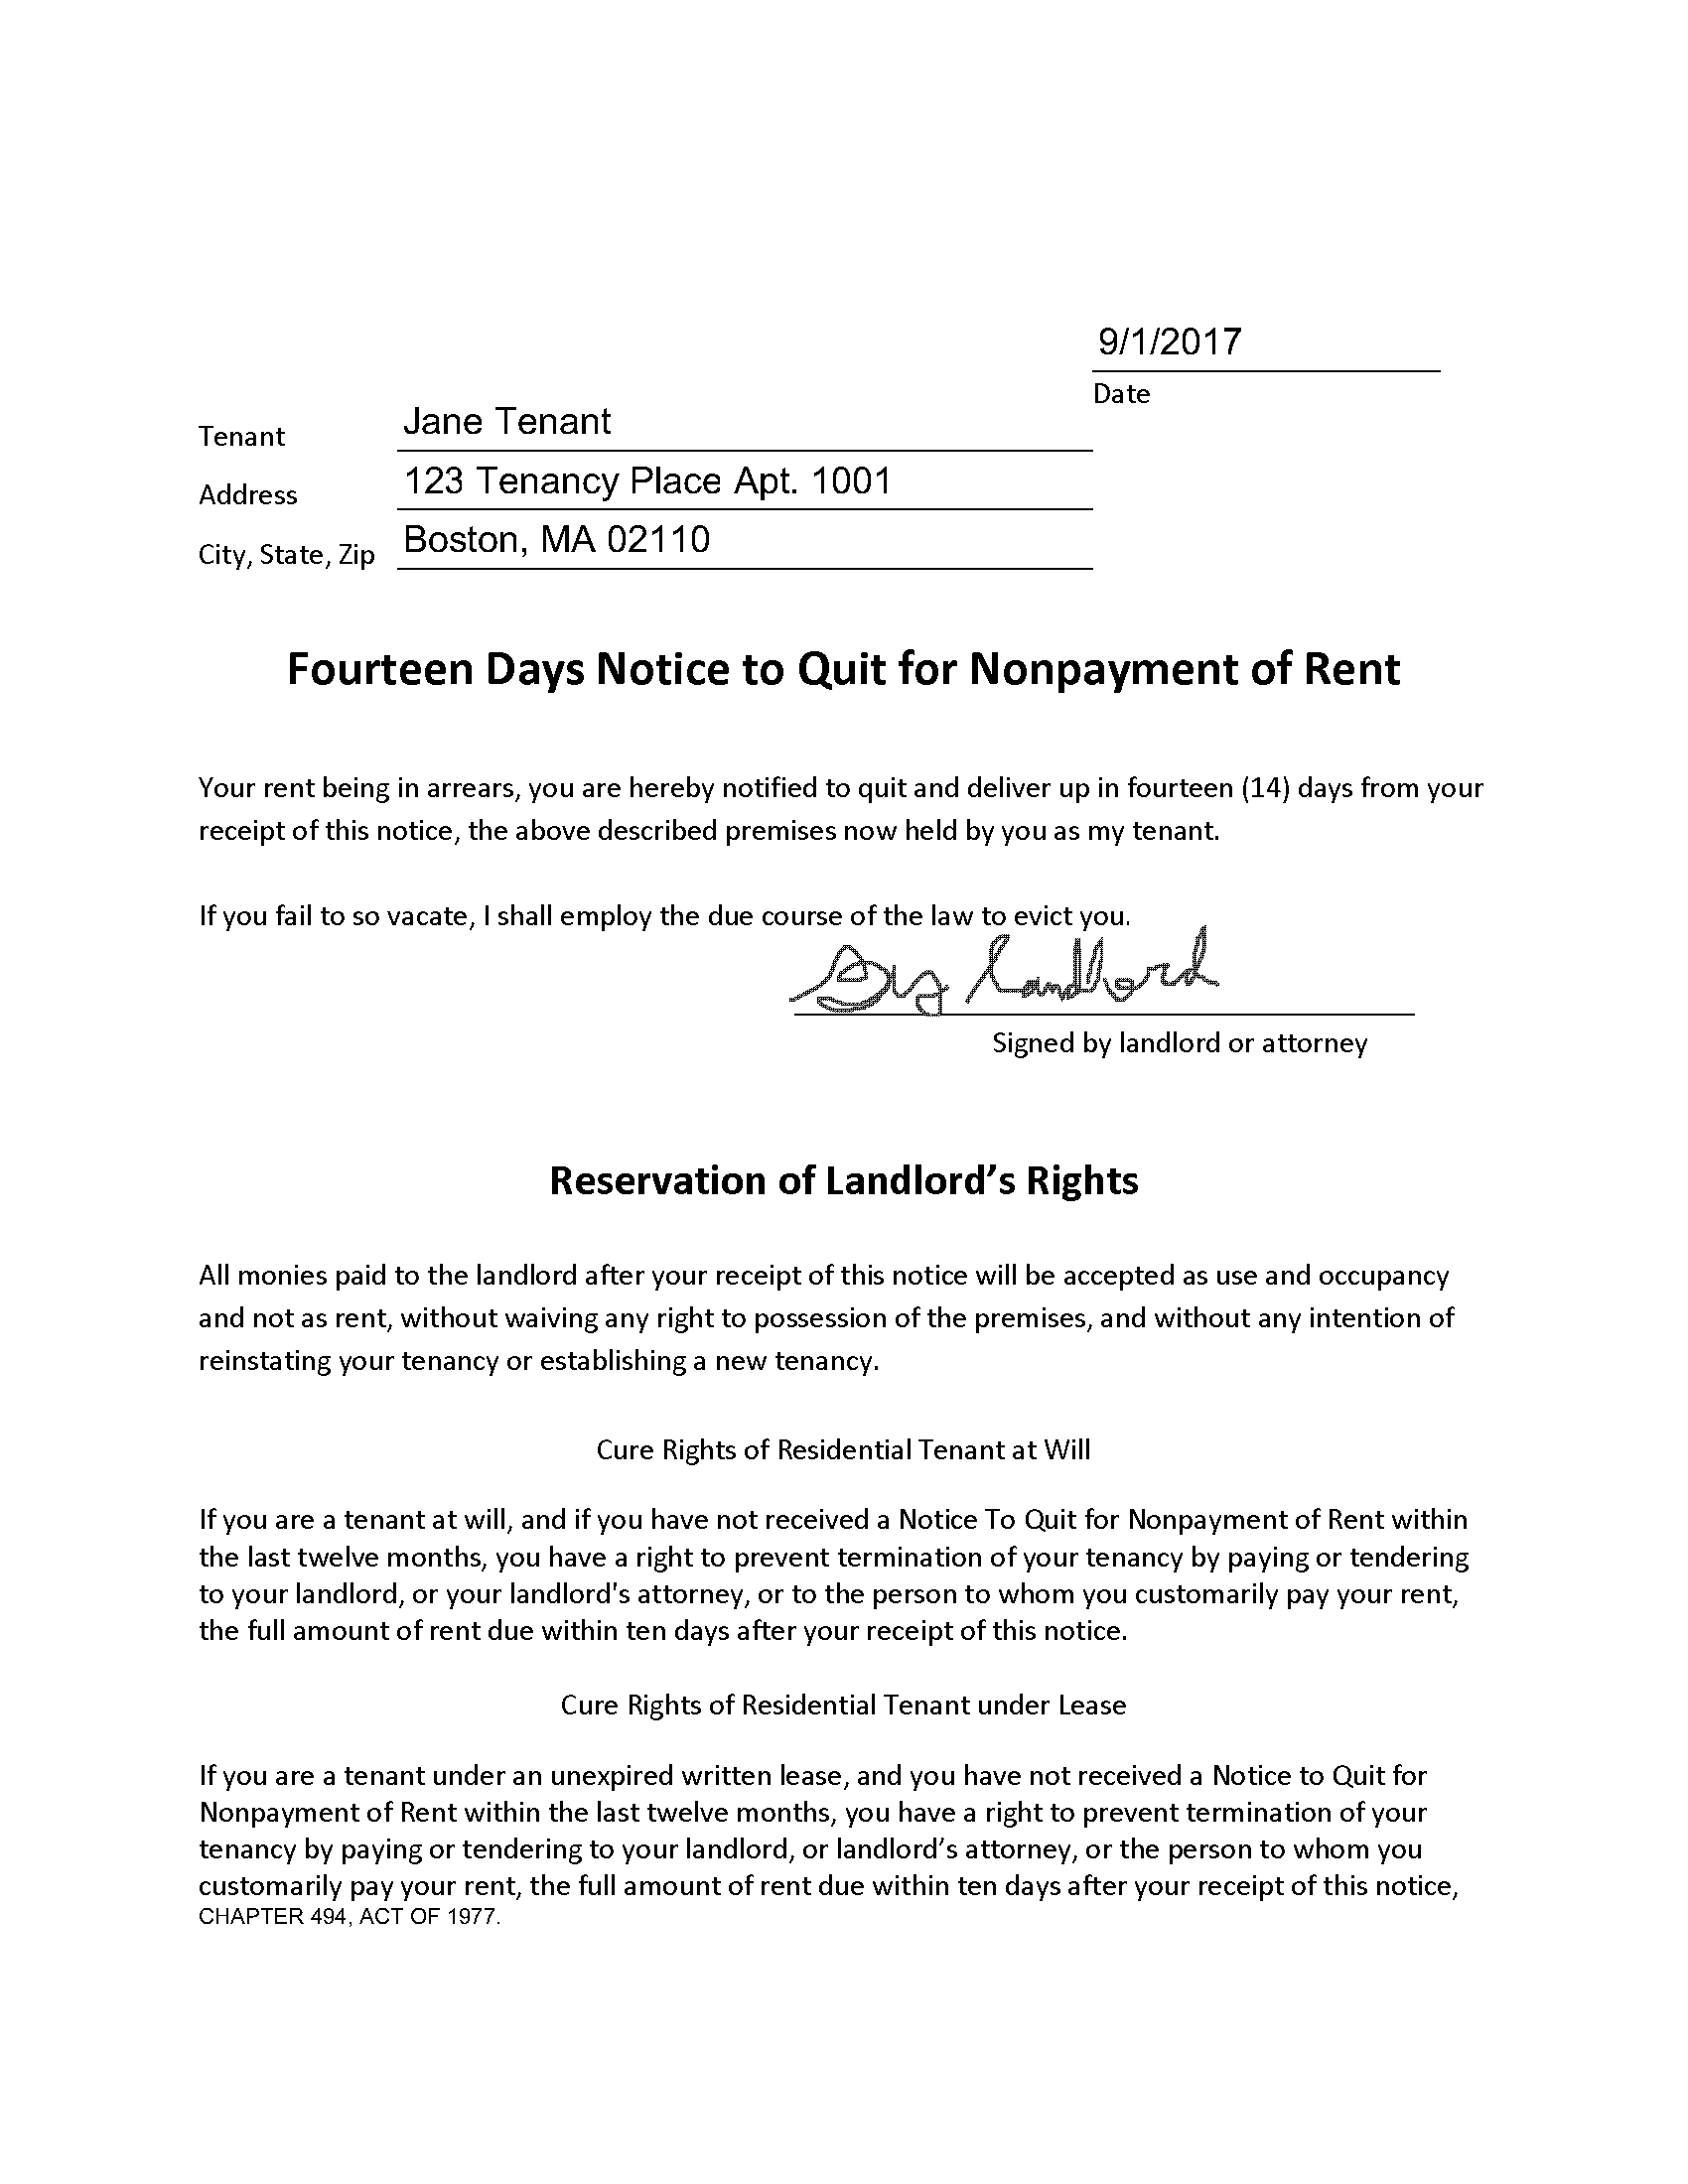 9/1/2017
Date
Tenant Jane Tenant
Address 123 Tenancy Place Apt. 1001
City, State, Zip Boston, MA 02110
Fourteen Days Notice to Quit for Nonpayment of Rent
Your rent being in arrears, you are hereby notified to quit and deliver up in fourteen (14) days from your
receipt of this notice, the above described premises now held by you as my tenant.
If you fail to so vacate, I shall employ the due course of the law to evict you.
Landlord
Signed by landlord or attorney
Reservation of Landlord’s Rights
All monies paid to the landlord after your receipt of this notice will be accepted as use and occupancy
and not as rent, without waiving any right to possession of the premises, and without any intention of
reinstating your tenancy or establishing a new tenancy.
Cure Rights of Residential Tenant at Will
If you are a tenant at will, and if you have not received a Notice To Quit for Nonpayment of Rent within
the last twelve months, you have a right to prevent termination of your tenancy by paying or tendering
to your landlord, or your landlord's attorney, or to the person to whom you customarily pay your rent,
the full amount of rent due within ten days after your receipt of this notice.
Cure Rights of Residential Tenant under Lease
If you are a tenant under an unexpired written lease, and you have not received a Notice to Quit for
Nonpayment of Rent within the last twelve months, you have a right to prevent termination of your
tenancy by paying or tendering to your landlord, or landlord’s attorney, or the person to whom you
customarily pay your rent, the full amount of rent due within ten days after your receipt of this notice,
CHAPTER 494, ACT OF 1977.